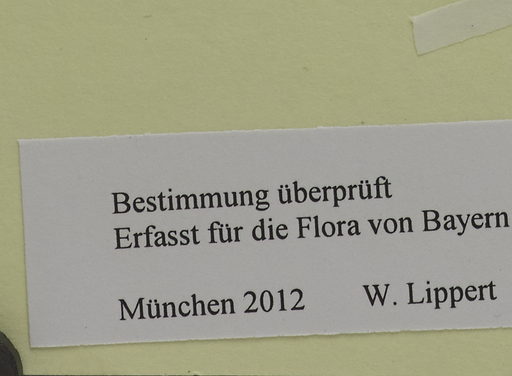 Bestimmung überprüft
Erfasst für die Flora von Bayern
München 2012 W. Lippert